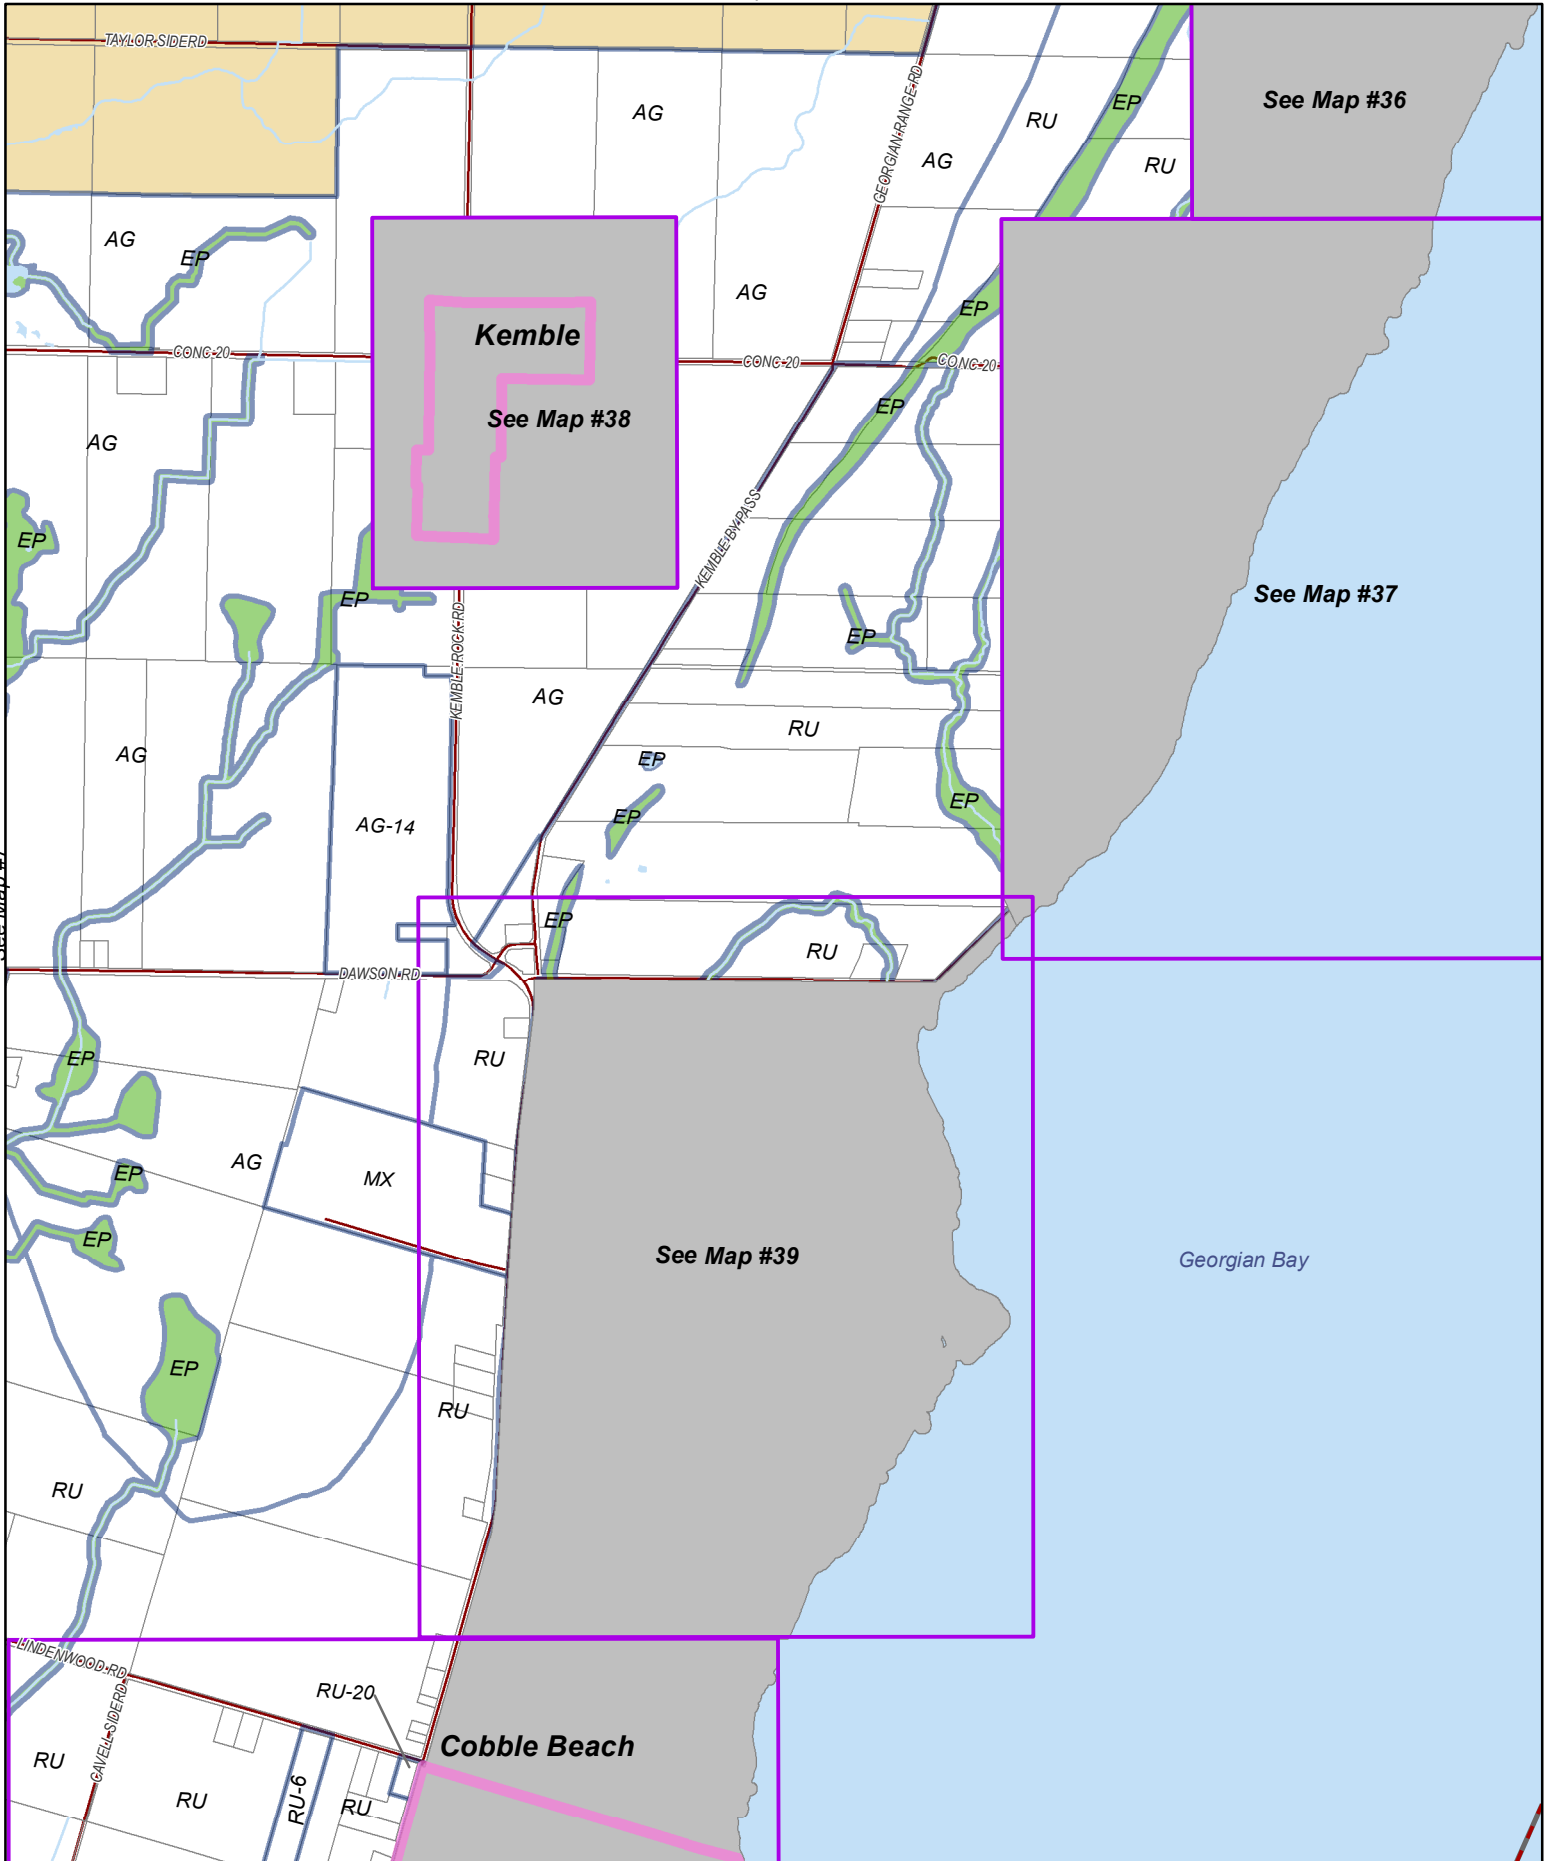 TAYLOR SIDERD
See Map #36
EP
AG
RU
GEORGIAN RANGE RD
AG
RU
AG
EP
AG
EP
Kemble
CONC 20
CONC 20
CONC 20
EP
See Map #38
AG
KEMBLE BY-PASS
EP
See Map #37
EP
KEMBLE ROCK RD
EP
AG
RU
AG
EP
EP
EP
AG-14
EP
RU
DAWSON RD
EP
RU
AG
EP
MX
EP
See Map #39
Georgian Bay
EP
RU
RU
LINDENWOOD RD
RU-20
CAVELL SIDERD
Cobble Beach
RU
RU
RU-6
RU